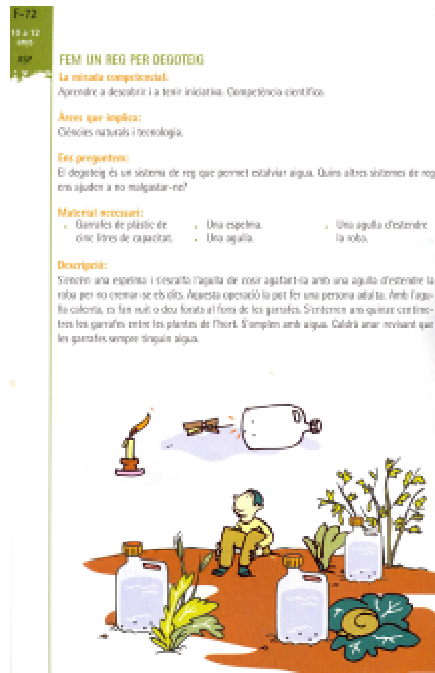 F-72
10 a 12
anys
ASP
FEM UN REG PER DEGOTEIG
La mirada competencial:
Aprendre a descobrir i a tenir iniciativa. Competència científica.
Àrees que implica:
Ciències naturals i tecnologia.
Ens preguntem:
El degoteig és un sistema de reg que permet estalviar aigua. Quins altres sistemes de reg
ens ajuden a no malgastar-ne?
Material necessari:
• Garrafes de plàstic de • Una espelma. • Una agulla d'estendre
cinc litres de capacitat. • Una agulla. la roba.
Descripció:
S'encén una espelma i s'escalfa l'agulla de cosir agafant-la amb una agulla d'estendre la
roba per no cremar-se els dits. Aquesta operació la pot fer una persona adulta. Amb l'agu-
lla calenta, es fan vuit o deu forats al fons de les garrafes. S'enterren uns quinze centíme-
tres les garrafes entre les plantes de l'hort. S'omplen amb aigua. Caldrà anar revisant que
les garrafes sempre tinguin aigua.